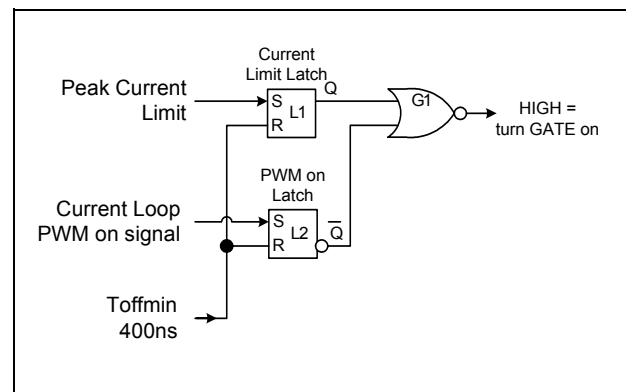 Current
Limit Latch
Peak Current
Limit
S
R
L1
Q
G1
HIGH =
turn GATE on
PWM on
Latch
Current Loop
PWM on signal
S
R
L2
Q̅
Toffmin
400ns